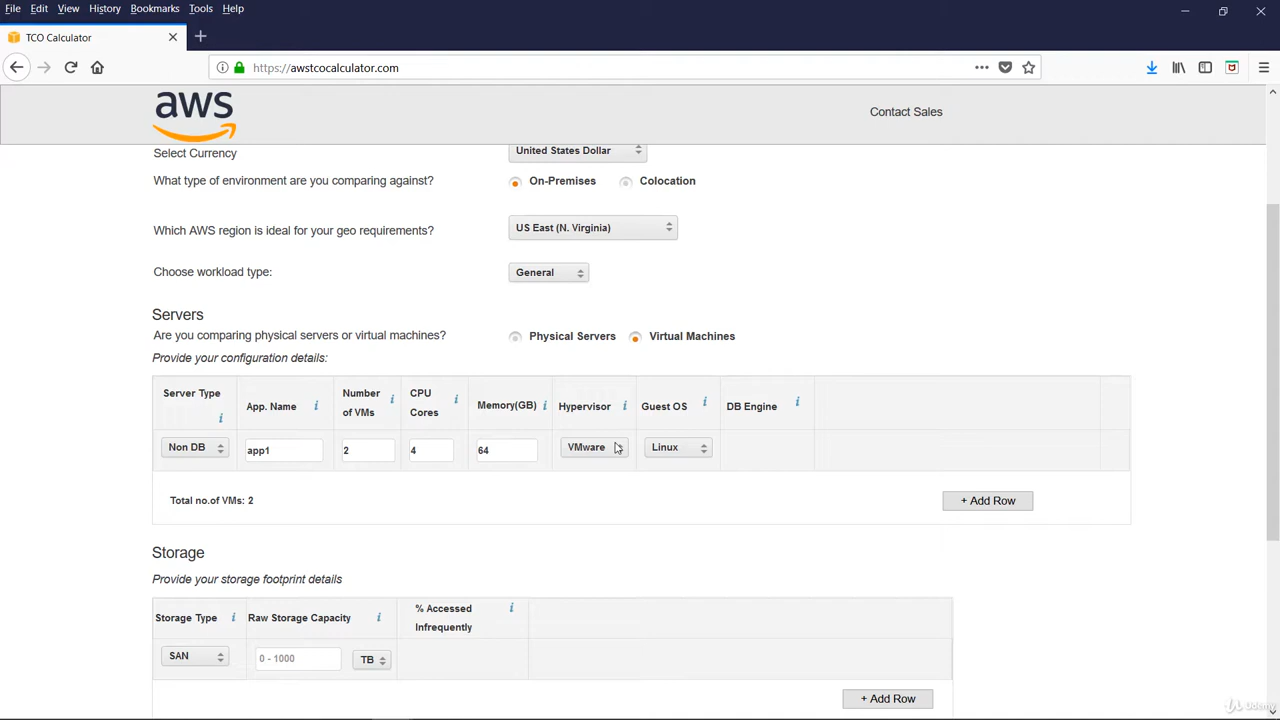 File Edit View History Bookmarks Tools Help
TCO Calculator
https://awstcocalculator.com
aws
Contact Sales
Select Currency United States Dollar
What type of environment are you comparing against? On-Premises Colocation
Which AWS region is ideal for your geo requirements? US East (N. Virginia)
Choose workload type: General
Servers
Are you comparing physical servers or virtual machines? Physical Servers Virtual Machines
Provide your configuration details:
Server Type App. Name Number of VMs CPU Cores Memory(GB) Hypervisor Guest OS DB Engine
Non DB app1 2 4 64 VMware Linux
Total no.of VMs: 2 + Add Row
Storage
Provide your storage footprint details
Storage Type Raw Storage Capacity % Accessed Infrequently
SAN 0 - 1000 TB
+ Add Row
Udemy